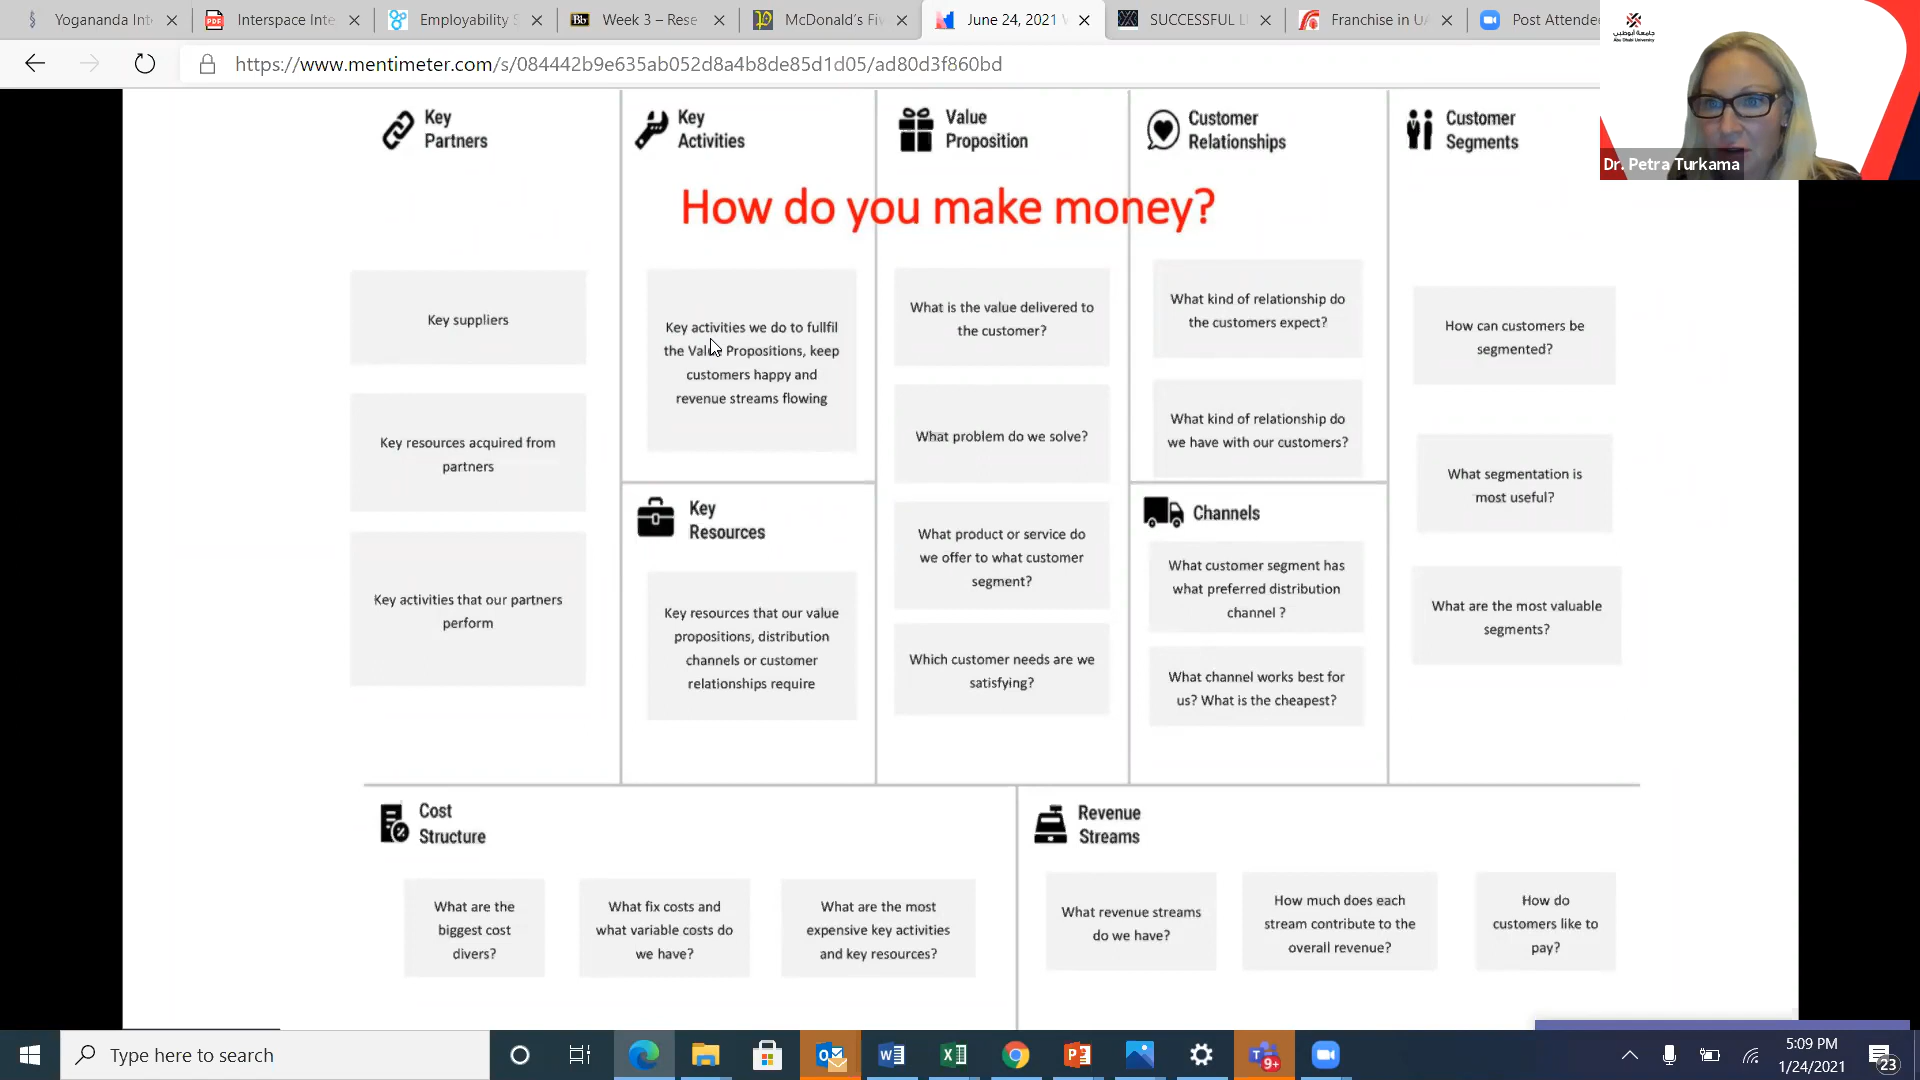 Yogananda Int
Interspace Inte
Employability S
Bb
Week 3 – Rese
McDonald's Fiv
June 24, 2021 W
SUCCESSFUL L
Franchise in UA
Post Attende
https://www.mentimeter.com/s/084442b9e635ab052d8a4b8de85d1d05/ad80d3f860bd
جامعة أبوظبي
Abu Dhabi University
Dr. Petra Turkama
Key
Partners
Key suppliers
Key resources acquired from
partners
Key activities that our partners
perform
Key
Activities
How do you make money?
Key activities we do to fullfil
the Value Propositions, keep
customers happy and
revenue streams flowing
Key
Resources
Key resources that our value
propositions, distribution
channels or customer
relationships require
Value
Proposition
What is the value delivered to
the customer?
What problem do we solve?
What product or service do
we offer to what customer
segment?
Which customer needs are we
satisfying?
Customer
Relationships
What kind of relationship do
the customers expect?
What kind of relationship do
we have with our customers?
Channels
What customer segment has
what preferred distribution
channel ?
What channel works best for
us? What is the cheapest?
Customer
Segments
How can customers be
segmented?
What segmentation is
most useful?
What are the most valuable
segments?
Cost
Structure
What are the
biggest cost
divers?
What fix costs and
what variable costs do
we have?
What are the most
expensive key activities
and key resources?
Revenue
Streams
What revenue streams
do we have?
How much does each
stream contribute to the
overall revenue?
How do
customers like to
pay?
Type here to search
9+
5:09 PM
1/24/2021
23